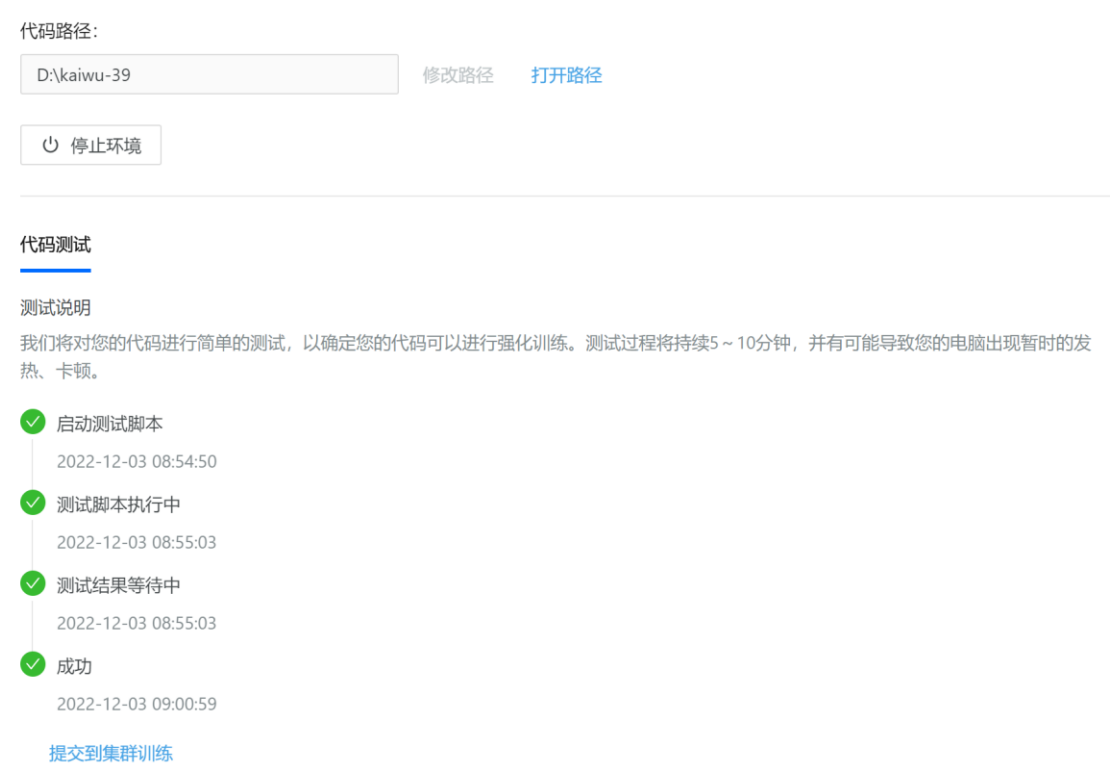 代码路径：
D:\kaiwu-39
修改路径
打开路径
停止环境
代码测试
测试说明
我们将对您的代码进行简单的测试，以确定您的代码可以进行强化训练。测试过程将持续5～10分钟，并有可能导致您的电脑出现暂时的发
热、卡顿。
启动测试脚本
2022-12-03 08:54:50
测试脚本执行中
2022-12-03 08:55:03
测试结果等待中
2022-12-03 08:55:03
成功
2022-12-03 09:00:59
提交到集群训练